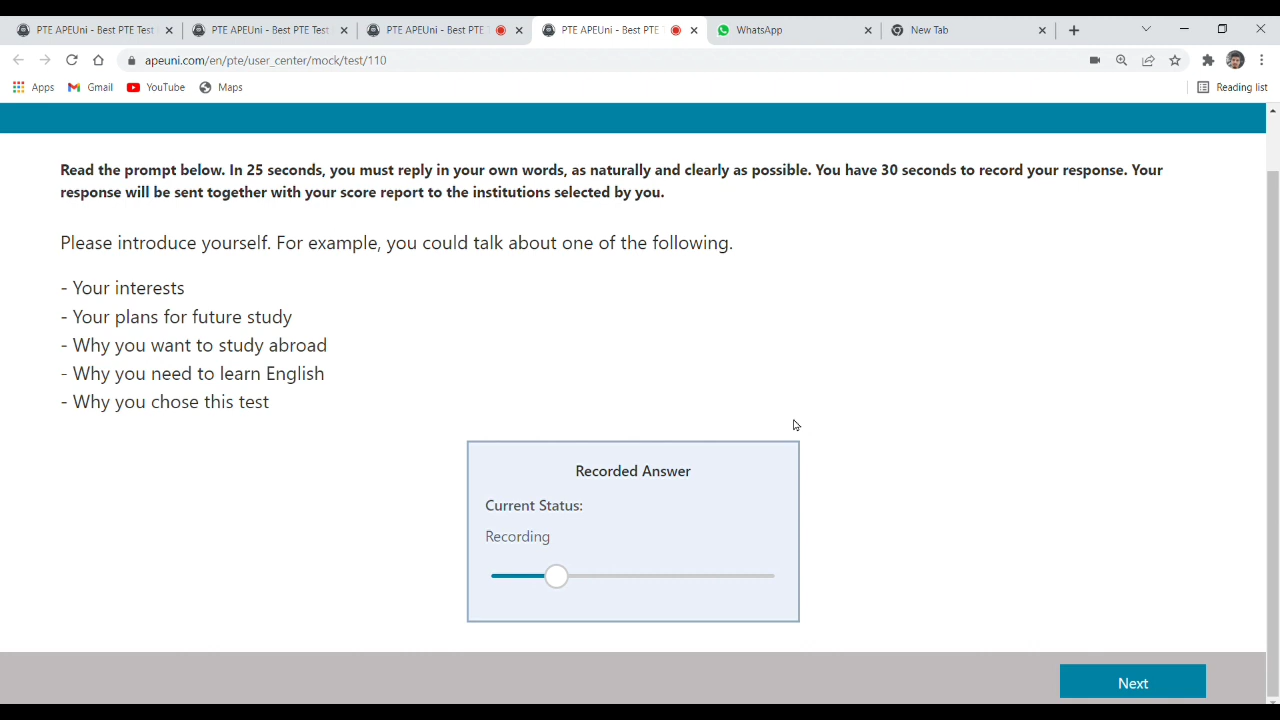 PTE APEUni - Best PTE Test
PTE APEUni - Best PTE Test
PTE APEUni - Best PTE
PTE APEUni - Best PTE
WhatsApp
New Tab
apeuni.com/en/pte/user_center/mock/test/110
Apps
Gmail
YouTube
Maps
Reading list
Read the prompt below. In 25 seconds, you must reply in your own words, as naturally and clearly as possible. You have 30 seconds to record your response. Your
response will be sent together with your score report to the institutions selected by you.
Please introduce yourself. For example, you could talk about one of the following.
- Your interests
- Your plans for future study
- Why you want to study abroad
- Why you need to learn English
- Why you chose this test
Recorded Answer
Current Status:
Recording
Next